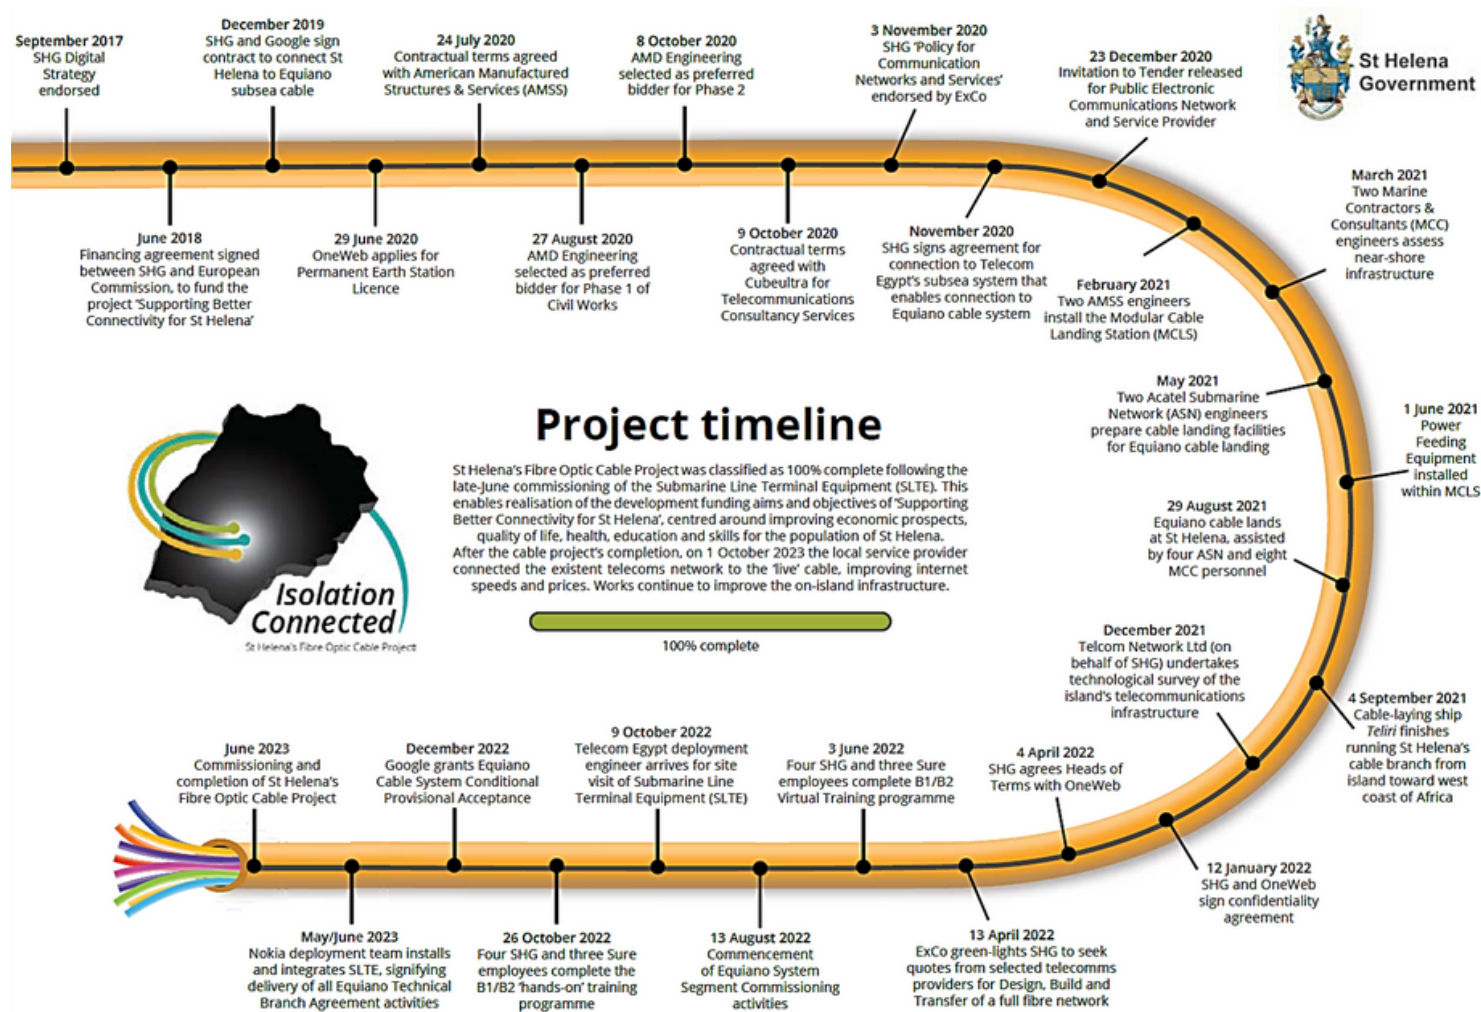 September 2017
SHG Digital
Strategy
endorsed
June 2018
Financing agreement signed
between SHG and European
Commission, to fund the
project ‘Supporting Better
Connectivity for St Helena’
December 2019
SHG and Google sign
contract to connect St
Helena to Equiano
subsea cable
29 June 2020
OneWeb applies for
Permanent Earth Station
Licence
24 July 2020
Contractual terms agreed
with American Manufactured
Structures & Services (AMSS)
27 August 2020
AMD Engineering
selected as preferred
bidder for Phase 1 of
Civil Works
8 October 2020
AMD Engineering
selected as preferred
bidder for Phase 2
9 October 2020
Contractual terms
agreed with
Cubeultra for
Telecommunications
Consultancy Services
3 November 2020
SHG ‘Policy for
Communication
Networks and Services’
endorsed by ExCo
November 2020
SHG signs agreement for
connection to Telecom
Egypt's subsea system that
enables connection to
Equiano cable system
23 December 2020
Invitation to Tender released
for Public Electronic
Communications Network
and Service Provider
St Helena
Government
February 2021
Two AMSS engineers
install the Modular Cable
Landing Station (MCLS)
March 2021
Two Marine
Contractors &
Consultants (MCC)
engineers assess
near-shore
infrastructure
May 2021
Two Acatel Submarine
Network (ASN) engineers
prepare cable landing facilities
for Equiano cable landing
1 June 2021
Power
Feeding
Equipment
installed
within MCLS
29 August 2021
Equiano cable lands
at St Helena, assisted
by four ASN and eight
MCC personnel
4 September 2021
Cable-laying ship
Teliri finishes
running St Helena's
cable branch from
island toward west
coast of Africa
December 2021
Telcom Network Ltd (on
behalf of SHG) undertakes
technological survey of the
island's telecommunications
infrastructure
12 January 2022
SHG and OneWeb
sign confidentiality
agreement
4 April 2022
SHG agrees Heads of
Terms with OneWeb
13 April 2022
ExCo green-lights SHG to seek
quotes from selected telecomms
providers for Design, Build and
Transfer of a full fibre network
3 June 2022
Four SHG and three Sure
employees complete B1/B2
Virtual Training programme
13 August 2022
Commencement
of Equiano System
Segment Commissioning
activities
9 October 2022
Telecom Egypt deployment
engineer arrives for site
visit of Submarine Line
Terminal Equipment (SLTE)
26 October 2022
Four SHG and three Sure
employees complete the
B1/B2 ‘hands-on’ training
programme
December 2022
Google grants Equiano
Cable System Conditional
Provisional Acceptance
May/June 2023
Nokia deployment team installs
and integrates SLTE, signifying
delivery of all Equiano Technical
Branch Agreement activities
June 2023
Commissioning and
completion of St Helena's
Fibre Optic Cable Project
Isolation
Connected
St Helena's Fibre Optic Cable Project
Project timeline
St Helena's Fibre Optic Cable Project was classified as 100% complete following the
late-June commissioning of the Submarine Line Terminal Equipment (SLTE). This
enables realisation of the development funding aims and objectives of ‘Supporting
Better Connectivity for St Helena’, centred around improving economic prospects,
quality of life, health, education and skills for the population of St Helena.
After the cable project's completion, on 1 October 2023 the local service provider
connected the existent telecoms network to the ‘live’ cable, improving internet
speeds and prices. Works continue to improve the on-island infrastructure.
100% complete